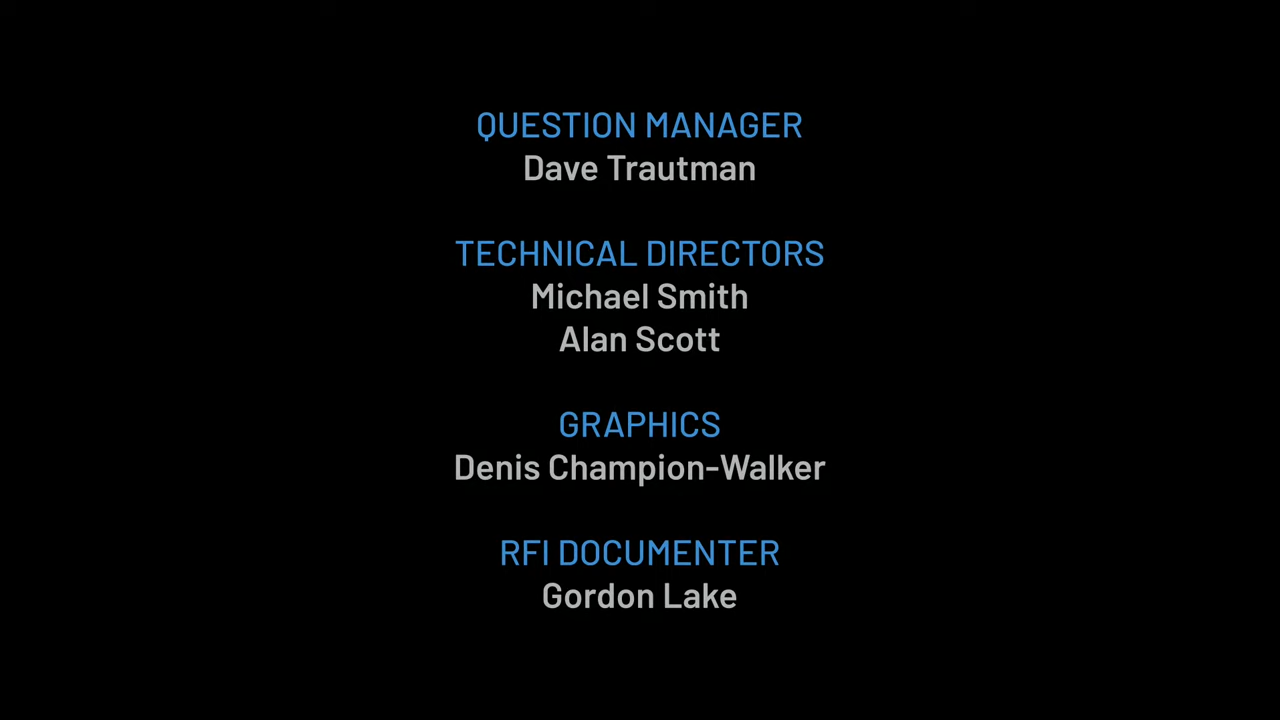 QUESTION MANAGER
Dave Trautman
TECHNICAL DIRECTORS
Michael Smith
Alan Scott
GRAPHICS
Denis Champion-Walker
RFI DOCUMENTER
Gordon Lake